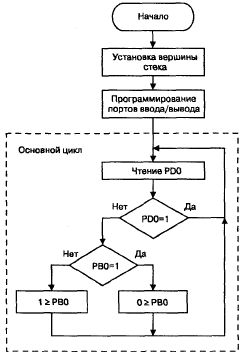 Начало
Установка вершины
стека
Программирование
портов ввода/вывода
Основной цикл
Чтение PD0
Нет
PD0=1
Да
Нет
PB0=1
Да
1 ≥ PB0
0 ≥ PB0